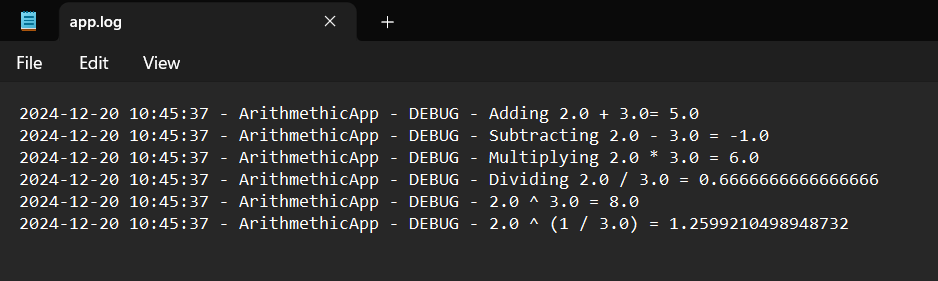 app.log
File Edit View
2024-12-20 10:45:37 - ArithmethicApp - DEBUG - Adding 2.0 + 3.0= 5.0
2024-12-20 10:45:37 - ArithmethicApp - DEBUG - Subtracting 2.0 - 3.0 = -1.0
2024-12-20 10:45:37 - ArithmethicApp - DEBUG - Multiplying 2.0 * 3.0 = 6.0
2024-12-20 10:45:37 - ArithmethicApp - DEBUG - Dividing 2.0 / 3.0 = 0.6666666666666666
2024-12-20 10:45:37 - ArithmethicApp - DEBUG - 2.0 ^ 3.0 = 8.0
2024-12-20 10:45:37 - ArithmethicApp - DEBUG - 2.0 ^ (1 / 3.0) = 1.2599210498948732